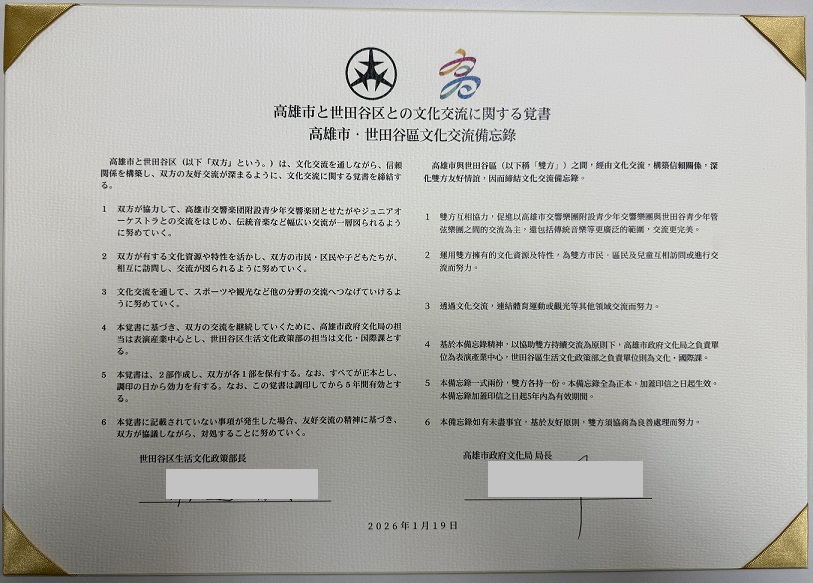 高雄市と世田谷区との文化交流に関する覚書
高雄市・世田谷區文化交流備忘錄
高雄市と世田谷区（以下「双方」という。）は、文化交流を通しながら、信頼
関係を構築し、双方の友好交流が深まるように、文化交流に関する覚書を締結す
る。
1 双方が協力して、高雄市交響楽団附設青少年交響楽団とせたがやジュニアオ
ーケストラとの交流をはじめ、伝統音楽など幅広い交流が一層図られるよう
に努めていく。
2 双方が有する文化資源や特性を活かし、双方の市民・区民や子どもたちが、
相互に訪問し、交流が図られるように努めていく。
3 文化交流を通して、スポーツや観光など他の分野の交流へつなげていけるよ
うに努めていく。
4 本覚書に基づき、双方の交流を継続していくために、高雄市政府文化局の担
当は表演産業中心とし、世田谷区生活文化政策部の担当は文化・国際課とす
る。
5 本覚書は、2部作成し、双方が各1部を保有する。なお、すべてが正本とし、
調印の日から効力を有する。なお、この覚書は調印してから5年間有効とす
る。
6 本覚書に記載されていない事項が発生した場合、友好交流の精神に基づき、
双方が協議しながら、対処することに努めていく。
世田谷区生活文化政策部長
高雄市與世田谷區（以下稱「雙方」）之間，經由文化交流，構築信賴關係，深
化雙方友好情誼，因而締結文化交流備忘錄。
1 雙方互相協力，促進以高雄市交響樂團附設青少年交響樂團與世田谷青少年管
弦樂團之間的交流為主，還包括傳統音樂等更廣泛的範圍，交流更完美。
2 運用雙方擁有的文化資源及特性，為雙方市民・區民及兒童互相訪問或進行交
流而努力。
3 透過文化交流，連結體育運動或觀光等其他領域交流而努力。
4 基於本備忘錄精神，以協助雙方持續交流為原則下，高雄市政府文化局之負責單
位為表演產業中心，世田谷區生活文化政策部之負責單位則為文化・國際課。
5 本備忘錄一式兩份，雙方各持一份。本備忘錄全為正本，加蓋印信之日起生效。
本備忘錄加蓋印信之日起5年內為有效期間。
6 本備忘錄如有未盡事宜，基於友好原則，雙方須協商為良善處理而努力。
高雄市政府文化局 局長
2026年1月19日